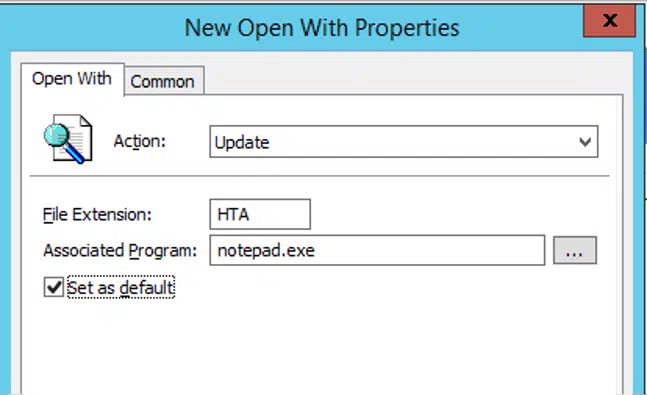 New Open With Properties
x
Open With
Common
Action:
Update
File Extension:
HTA
Associated Program:
notepad.exe
...
Set as default